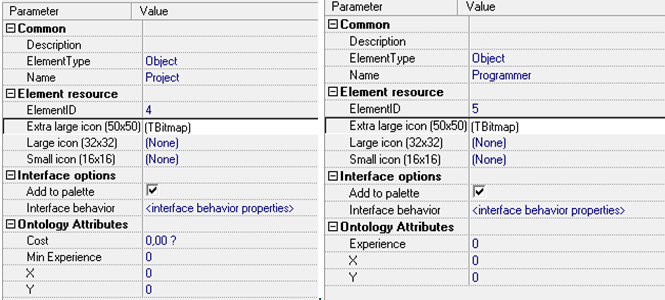 Parameter Value
Common
Description
ElementType Object
Name Project
Element resource
ElementID 4
Extra large icon (50x50) (TBitmap)
Large icon (32x32) (None)
Small icon (16x16) (None)
Interface options
Add to palette
Interface behavior <interface behavior properties>
Ontology Attributes
Cost 0,00 ?
Min Experience 0
X 0
Y 0
Parameter Value
Common
Description
ElementType Object
Name Programmer
Element resource
ElementID 5
Extra large icon (50x50) (TBitmap)
Large icon (32x32) (None)
Small icon (16x16) (None)
Interface options
Add to palette
Interface behavior <interface behavior properties>
Ontology Attributes
Experience 0
X 0
Y 0